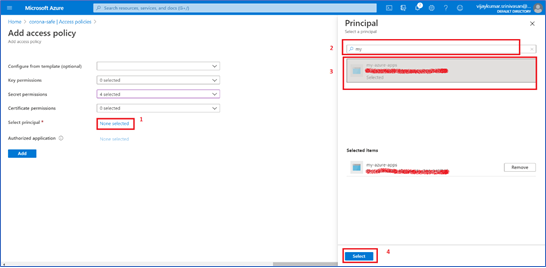 Microsoft Azure
Search resources, services, and docs (G+/)
vijaykumar.srinivasan@...
DEFAULT DIRECTORY
Home > corona-safe | Access policies >
Add access policy
Add access policy
Configure from template (optional)
Key permissions
0 selected
Secret permissions
4 selected
Certificate permissions
0 selected
Select principal *
None selected
1
Authorized application
None selected
Add
Principal
Select a principal
2
my
3
my-azure-apps
Selected
Selected items
my-azure-apps
Remove
Select
4